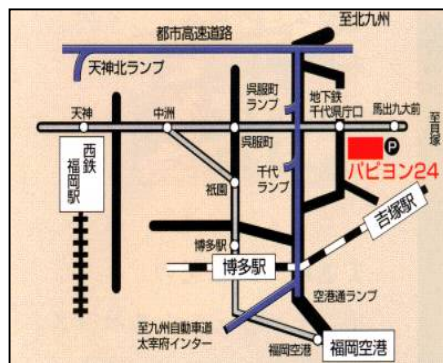 至北九州
都市高速道路
天神北ランプ
呉服町
ランプ
地下鉄
千代県庁口
馬出九大前
天神
中洲
呉服町
至貝塚
P
パピヨン24
西鉄
福岡駅
千代
ランプ
祇園
吉塚駅
博多駅
博多駅
空港通ランプ
至九州自動車道
太宰府インター
福岡空港
福岡空港